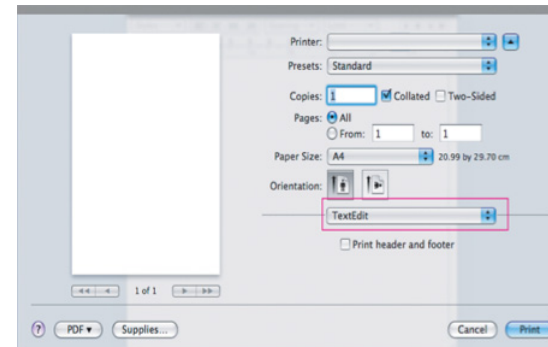 Printer:
Presets: Standard
Copies: 1 Collated Two-Sided
Pages: All
From: 1 to: 1
Paper Size: A4 20.99 by 29.70 cm
Orientation:
TextEdit
Print header and footer
1 of 1
? PDF Supplies... Cancel Print